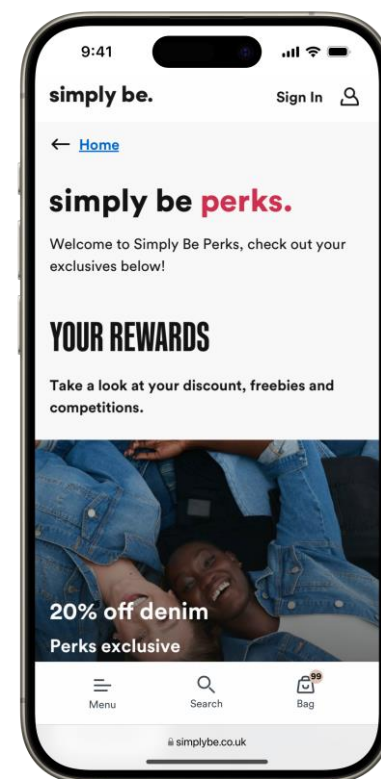 9:41
simply be.
Sign In
← Home
simply be perks.
Welcome to Simply Be Perks, check out your
exclusives below!
YOUR REWARDS
Take a look at your discount, freebies and
competitions.
20% off denim
Perks exclusive
99
Menu
Search
Bag
simplybe.co.uk